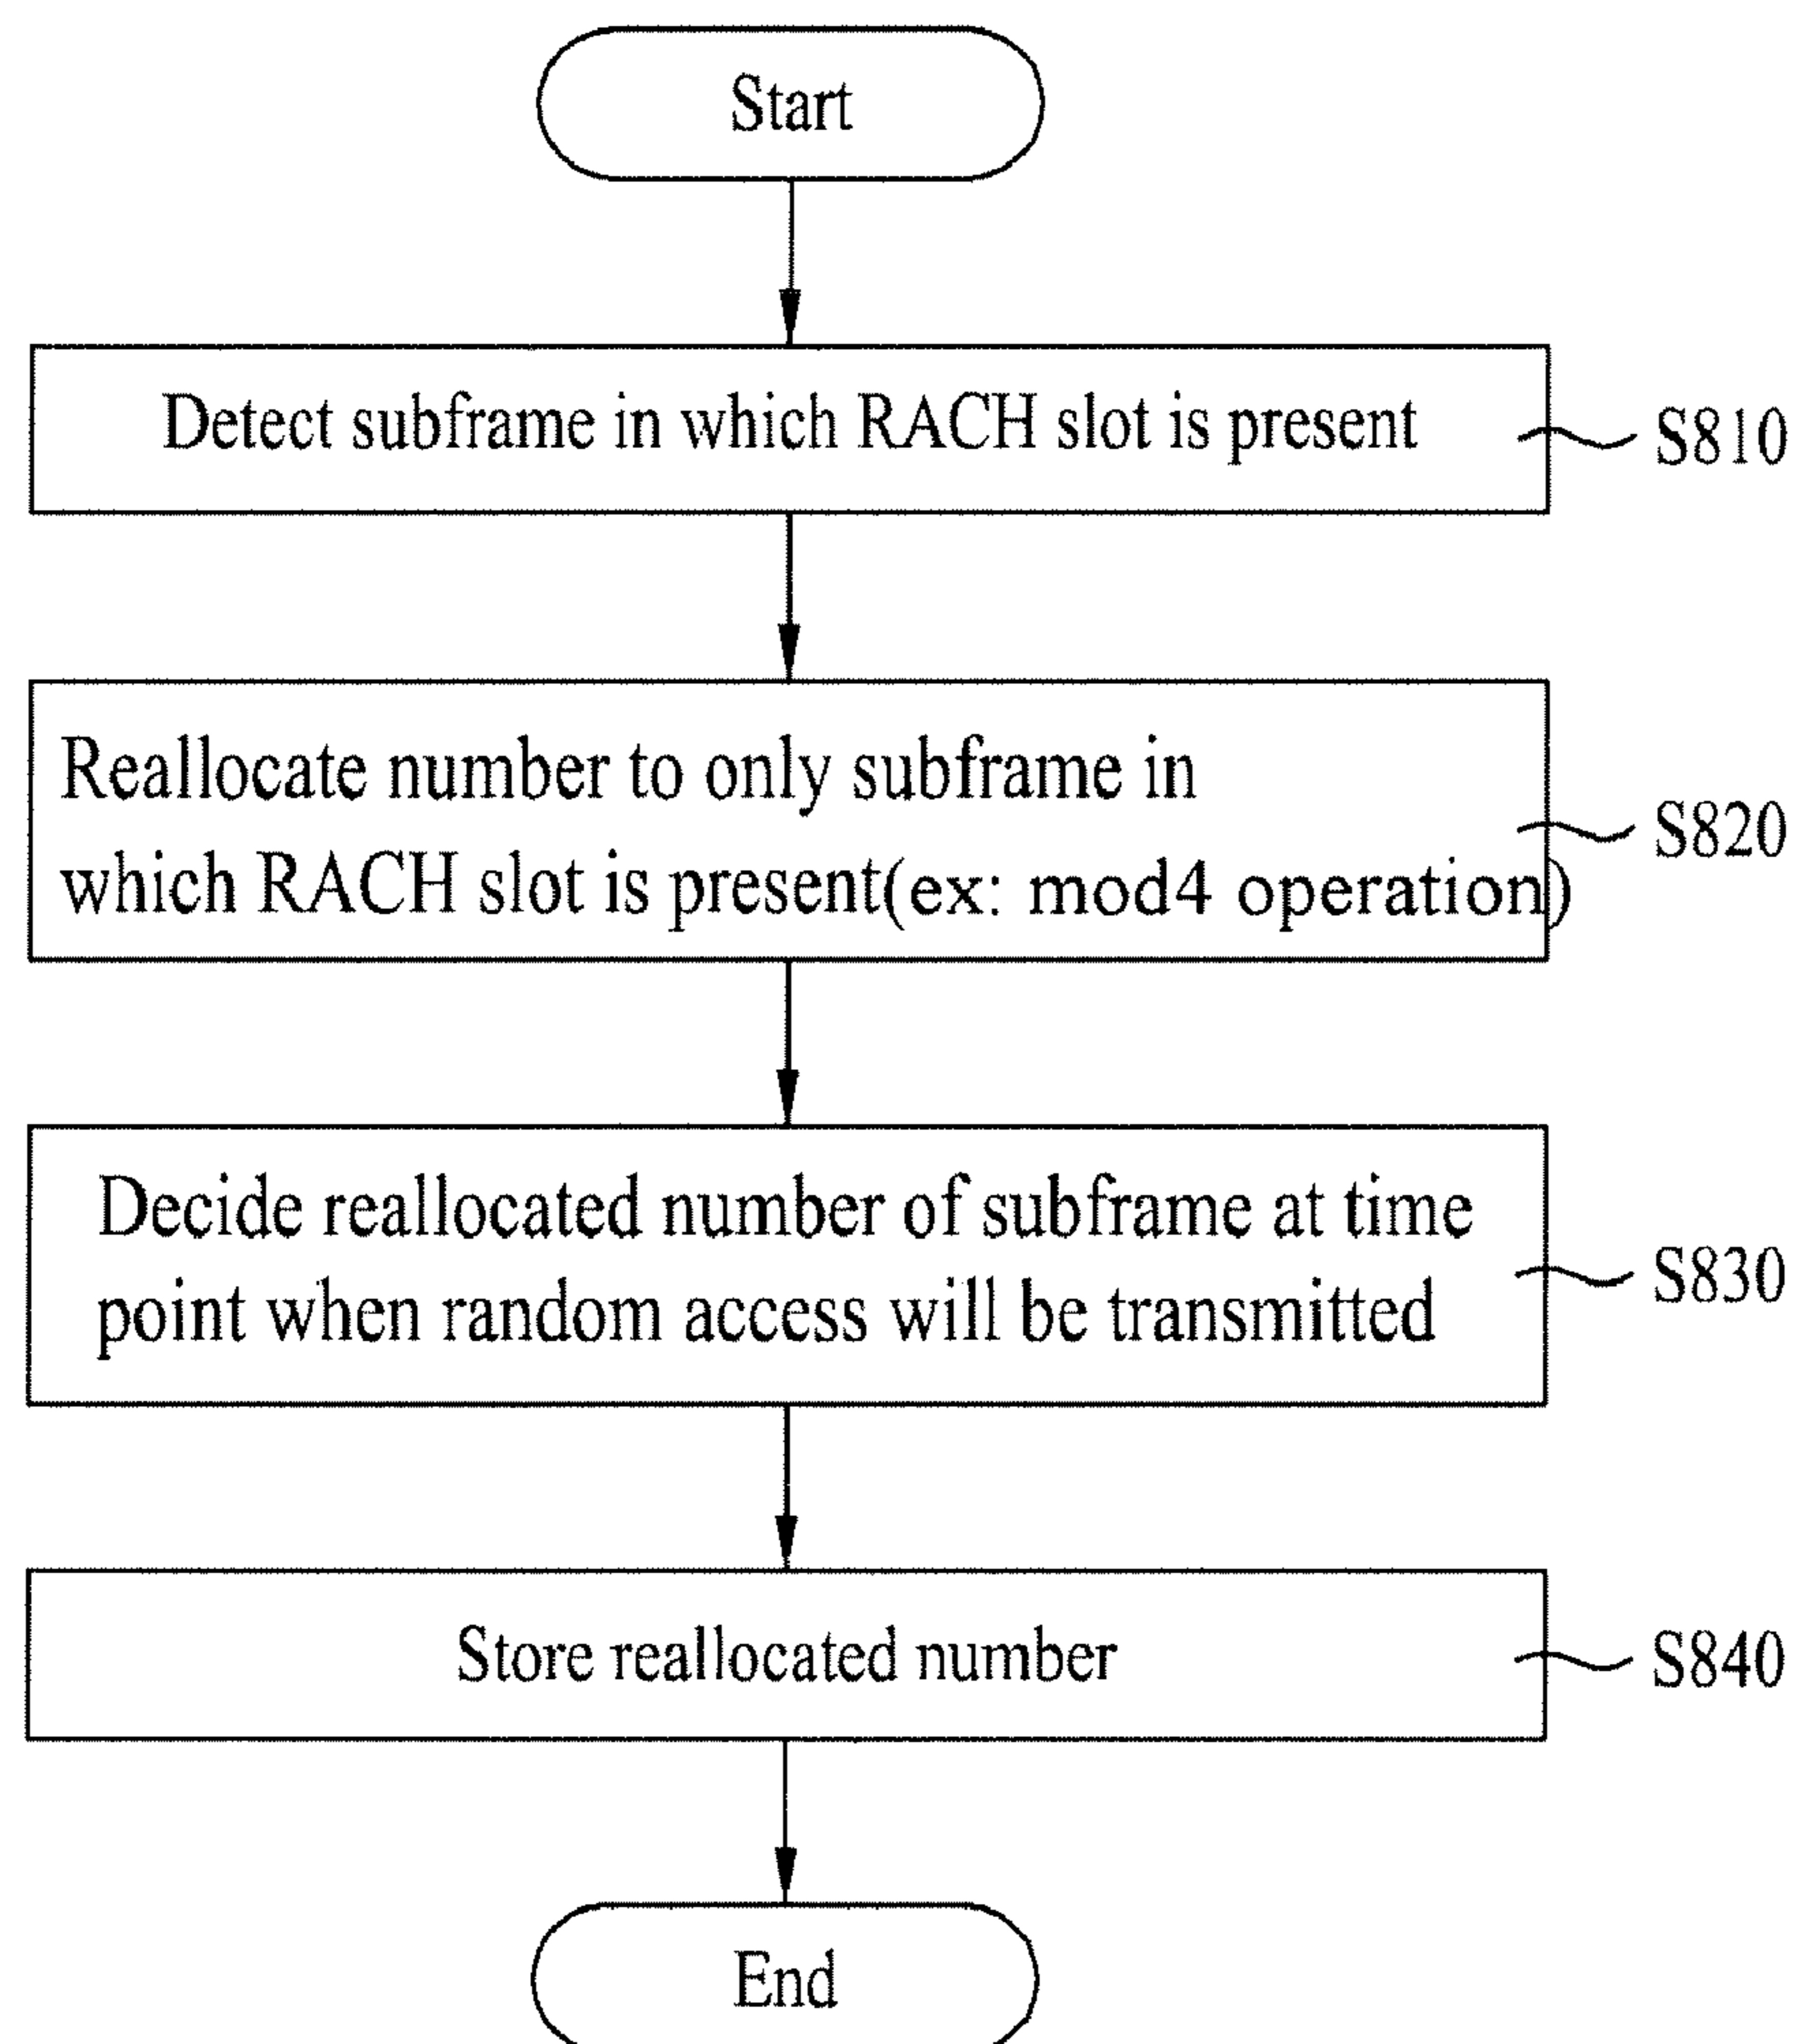 Start
Detect subframe in which RACH slot is present
S810
Reallocate number to only subframe in
which RACH slot is present(ex: mod4 operation)
S820
Decide reallocated number of subframe at time
point when random access will be transmitted
S830
Store reallocated number
S840
End